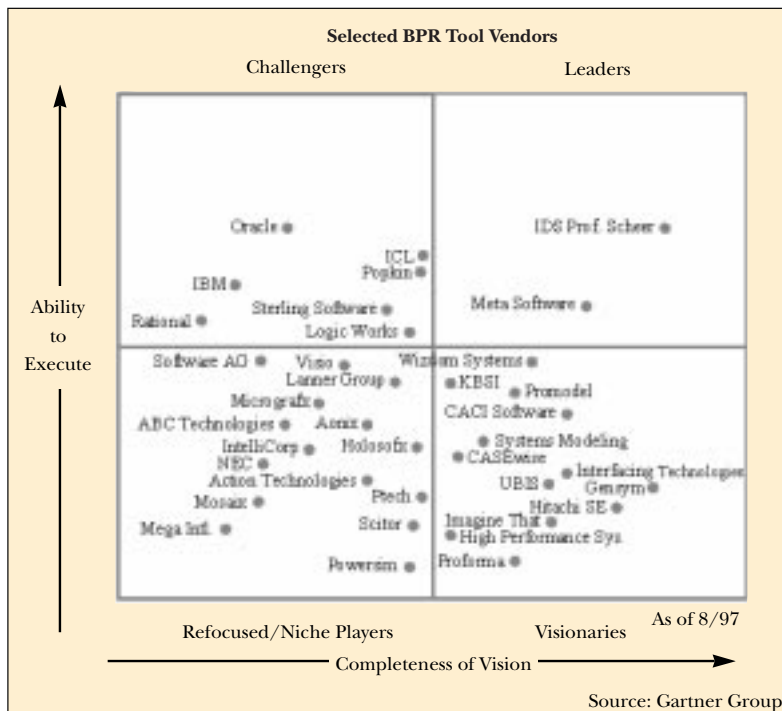 Selected BPR Tool Vendors
Challengers
Leaders
Oracle
IDS Prof. Scheer
ICL
Popkin
IBM
Meta Software
Sterling Software
Rational
Logic Works
Ability
to
Execute
Software AG
Visio
Wizdom Systems
Lanner Group
KBSI
Promodel
Micrografx
CACI Software
ABC Technologies
Aonix
Systems Modeling
IntelliCorp
Holosofx
CASEwise
NEC
Interfacing Technologies
Action Technologies
UBIS
Gensym
Mosaix
Ptech
Hitachi SE
Imagine That
Mega Intl.
Scitor
High Performance Sys.
Powersim
Proforma
As of 8/97
Refocused/Niche Players
Visionaries
Completeness of Vision
Source: Gartner Group